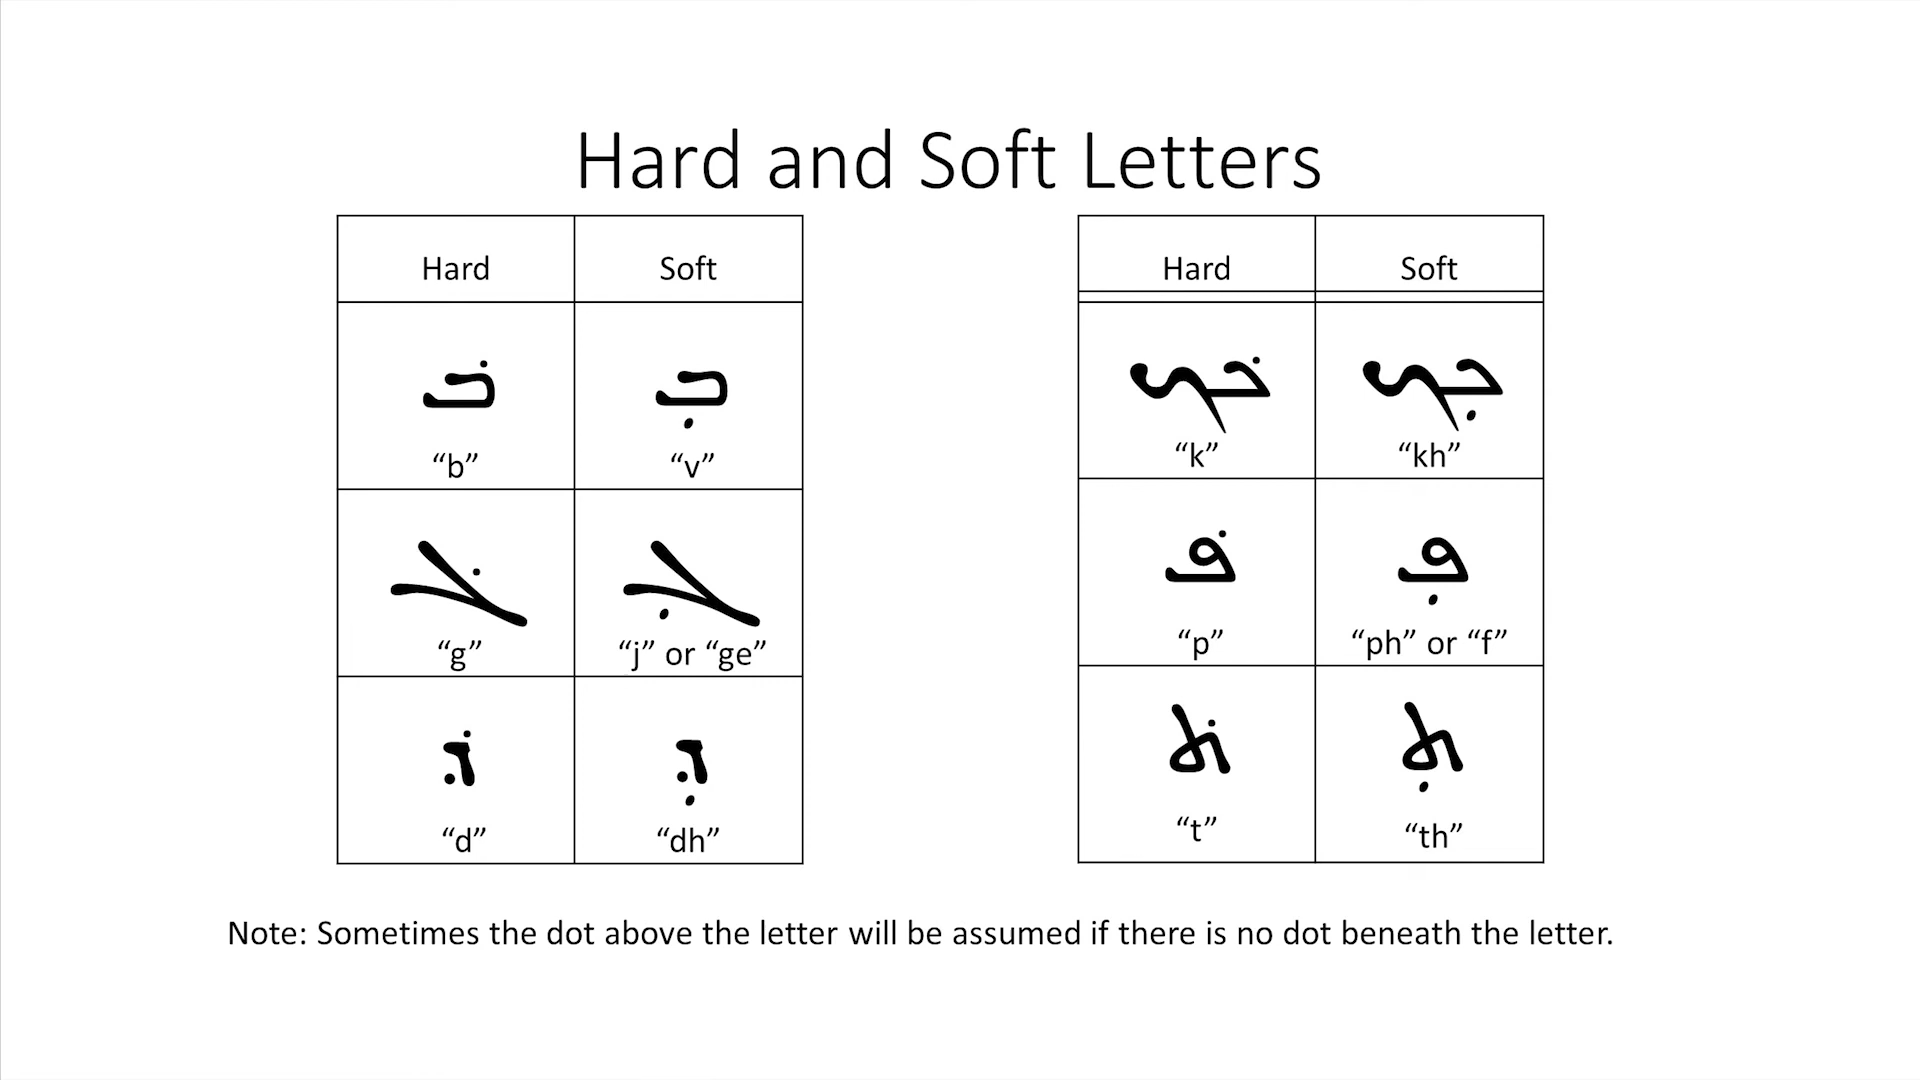 Hard and Soft Letters
Hard Soft
ܒ݁ ܒ݂
“b” “v”
ܓ݁ ܓ݂
“g” “j” or “ge”
ܕ݁ ܕ݂
“d” “dh”
Hard Soft
ܟ݁ ܟ݂
“k” “kh”
ܦ݁ ܦ݂
“p” “ph” or “f”
ܬ݁ ܬ݂
“t” “th”
Note: Sometimes the dot above the letter will be assumed if there is no dot beneath the letter.